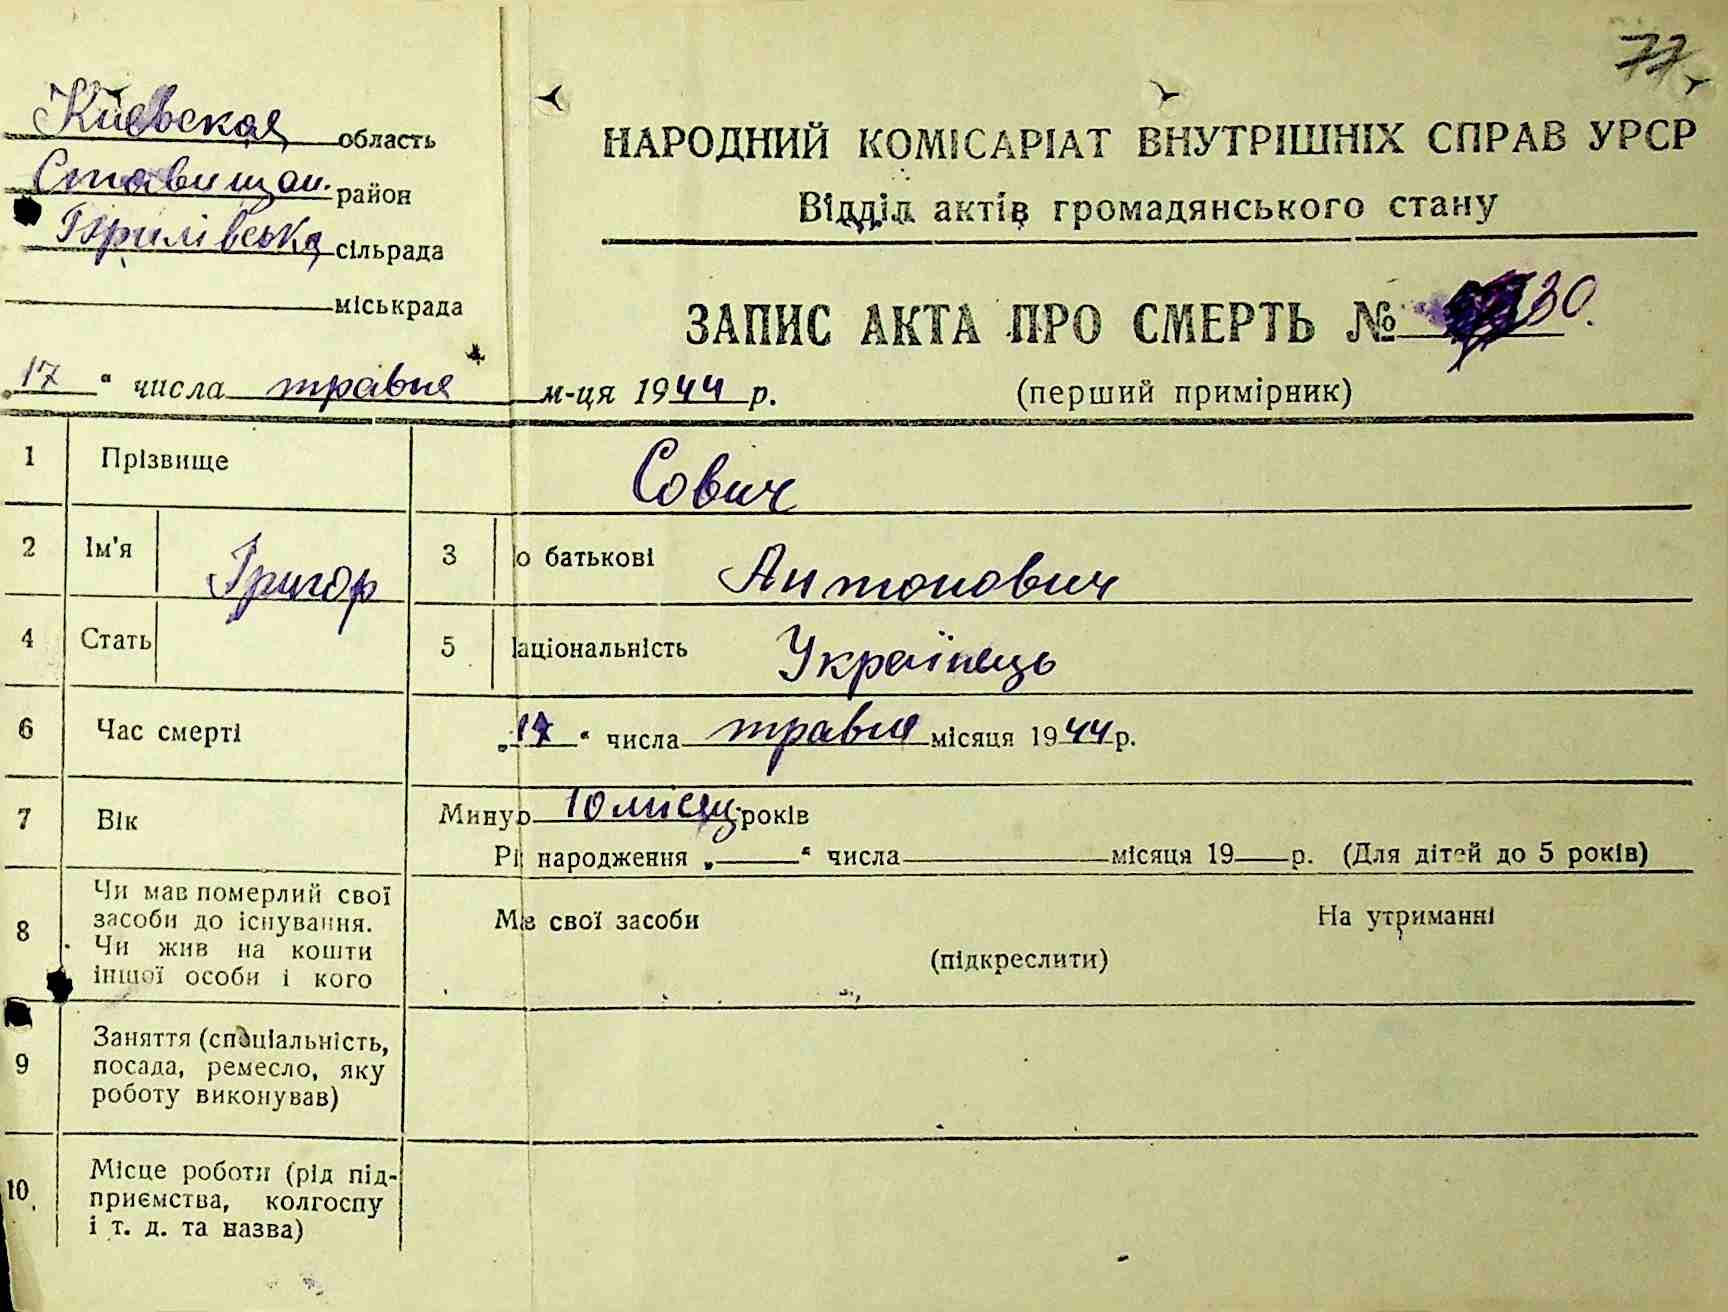 77
Киевская область
Ставищан. район
Брилівська сільрада
міськрада
НАРОДНИЙ КОМІСАРІАТ ВНУТРІШНІХ СПРАВ УРСР
Відділ актів громадянського стану
ЗАПИС АКТА ПРО СМЕРТЬ № 30.
„17“ числа травня м-ця 1944 р. (перший примірник)
1 Прізвище Сович
2 Ім'я Григор 3 о батькові Антонович
4 Стать 5 аціональність Українець
6 Час смерті „17“ числа травня місяця 1944 р.
7 Вік Минуло 10 місяц. років
Рік народження „ “ числа місяця 19 р. (Для дітей до 5 років)
8 Чи мав померлий свої
засоби до існування.
Чи жив на кошти
іншої особи і кого
Мав свої засоби На утриманні
(підкреслити)
9 Заняття (спеціальність,
посада, ремесло, яку
роботу виконував)
10 Місце роботи (рід під-
приємства, колгоспу
і т. д. та назва)